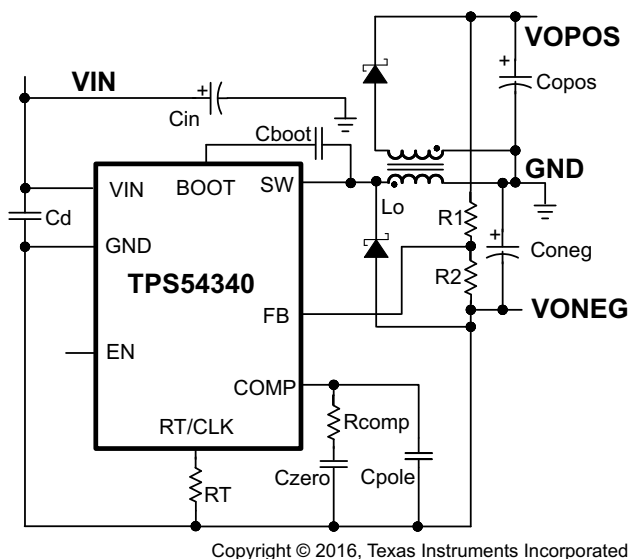 VOPOS
VIN
+
Copos
+
Cin
Cboot
GND
VIN
BOOT
SW
Cd
Lo
R1
+
GND
Coneg
TPS54340
R2
FB
VONEG
EN
COMP
Rcomp
RT/CLK
Czero
Cpole
RT
Copyright © 2016, Texas Instruments Incorporated